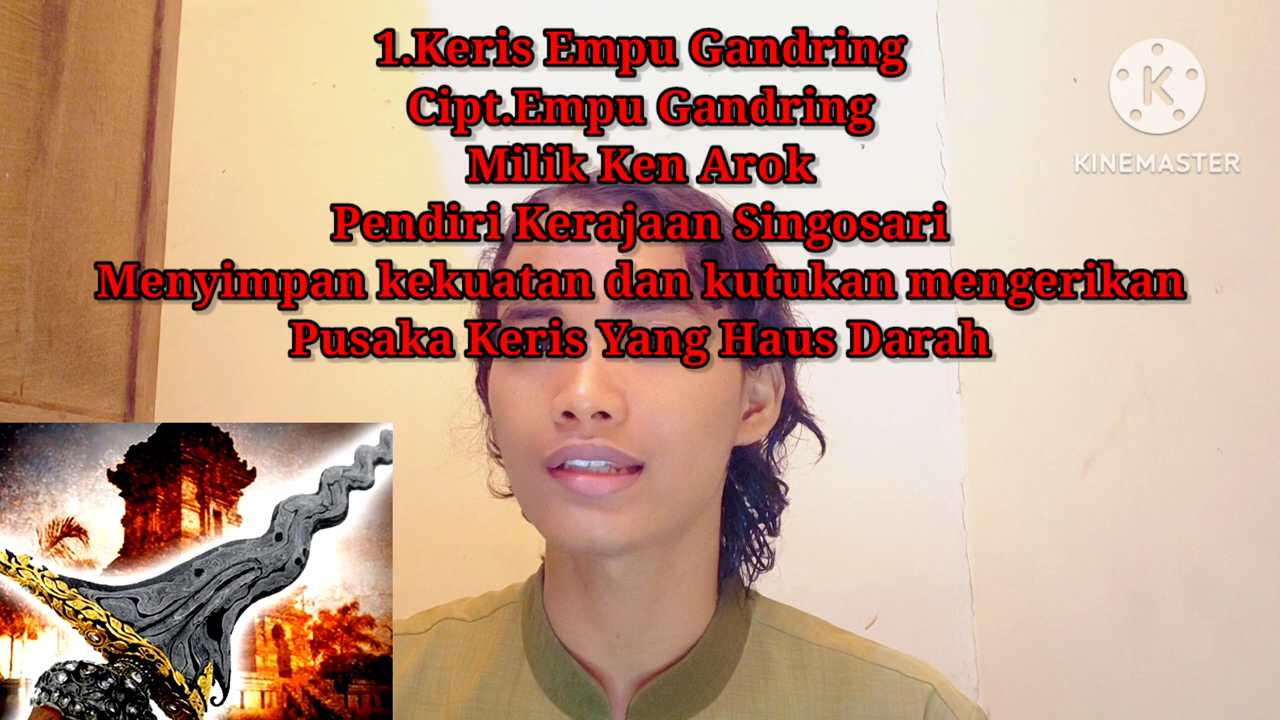 1.Keris Empu Gandring
Cipt.Empu Gandring
Milik Ken Arok
Pendiri Kerajaan Singosari
Menyimpan kekuatan dan kutukan mengerikan
Pusaka Keris Yang Haus Darah
K
KINEMASTER